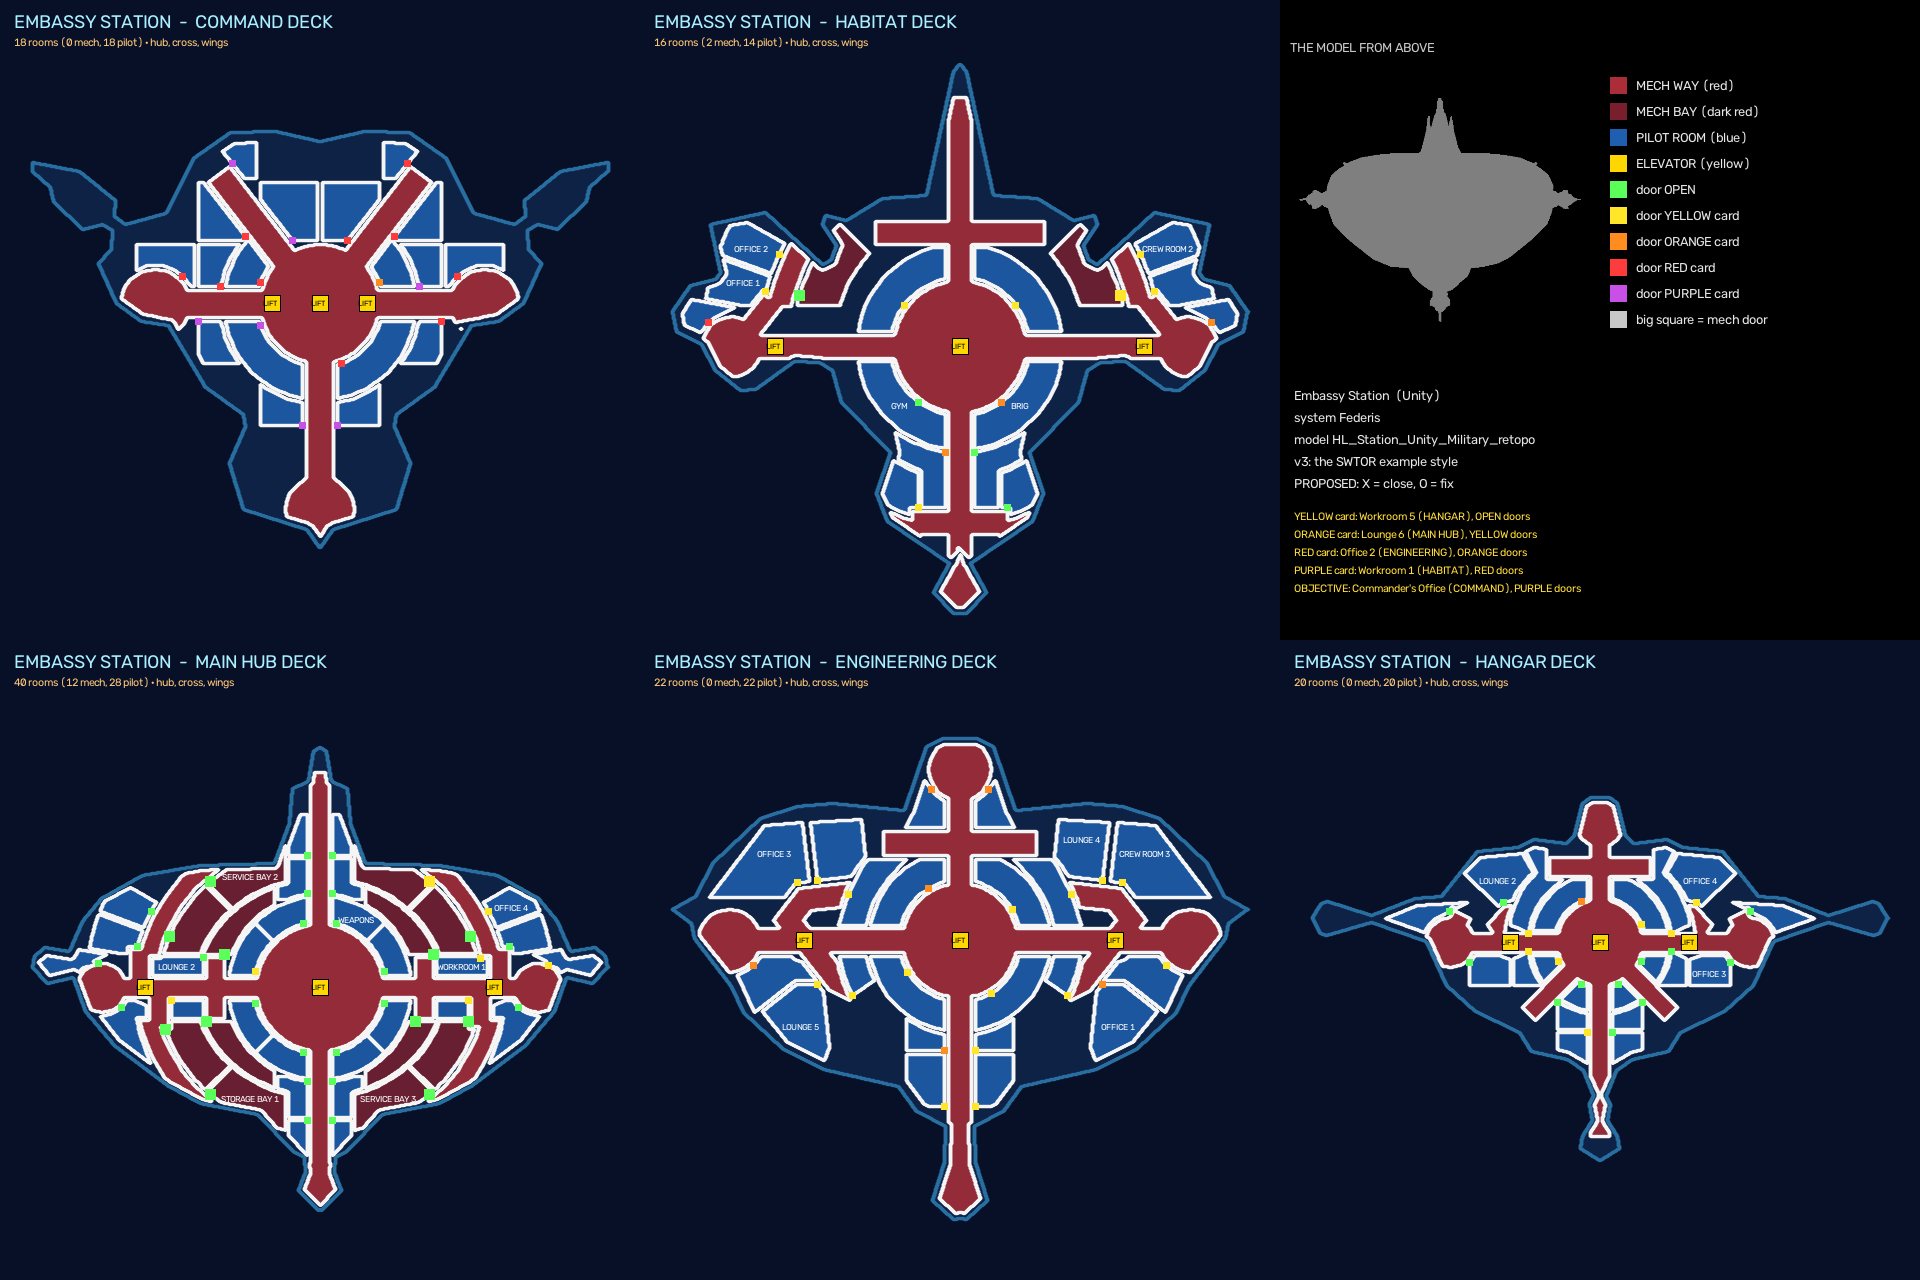 EMBASSY STATION - COMMAND DECK
18 rooms (0 mech, 18 pilot) • hub, cross, wings
LIFT
LIFT
LIFT
EMBASSY STATION - HABITAT DECK
16 rooms (2 mech, 14 pilot) • hub, cross, wings
OFFICE 2
CREW ROOM 2
OFFICE 1
LIFT
LIFT
LIFT
GYM
BRIG
THE MODEL FROM ABOVE
MECH WAY (red)
MECH BAY (dark red)
PILOT ROOM (blue)
ELEVATOR (yellow)
door OPEN
door YELLOW card
door ORANGE card
door RED card
door PURPLE card
big square = mech door
Embassy Station (Unity)
system Federis
model HL_Station_Unity_Military_retopo
v3: the SWTOR example style
PROPOSED: X = close, O = fix
YELLOW card: Workroom 5 (HANGAR), OPEN doors
ORANGE card: Lounge 6 (MAIN HUB), YELLOW doors
RED card: Office 2 (ENGINEERING), ORANGE doors
PURPLE card: Workroom 1 (HABITAT), RED doors
OBJECTIVE: Commander's Office (COMMAND), PURPLE doors
EMBASSY STATION - MAIN HUB DECK
40 rooms (12 mech, 28 pilot) • hub, cross, wings
SERVICE BAY 2
OFFICE 4
WEAPONS
LOUNGE 2
WORKROOM 1
LIFT
LIFT
LIFT
STORAGE BAY 1
SERVICE BAY 3
EMBASSY STATION - ENGINEERING DECK
22 rooms (0 mech, 22 pilot) • hub, cross, wings
LOUNGE 4
OFFICE 3
CREW ROOM 3
LIFT
LIFT
LIFT
LOUNGE 5
OFFICE 1
EMBASSY STATION - HANGAR DECK
20 rooms (0 mech, 20 pilot) • hub, cross, wings
LOUNGE 2
OFFICE 4
LIFT
LIFT
LIFT
OFFICE 3